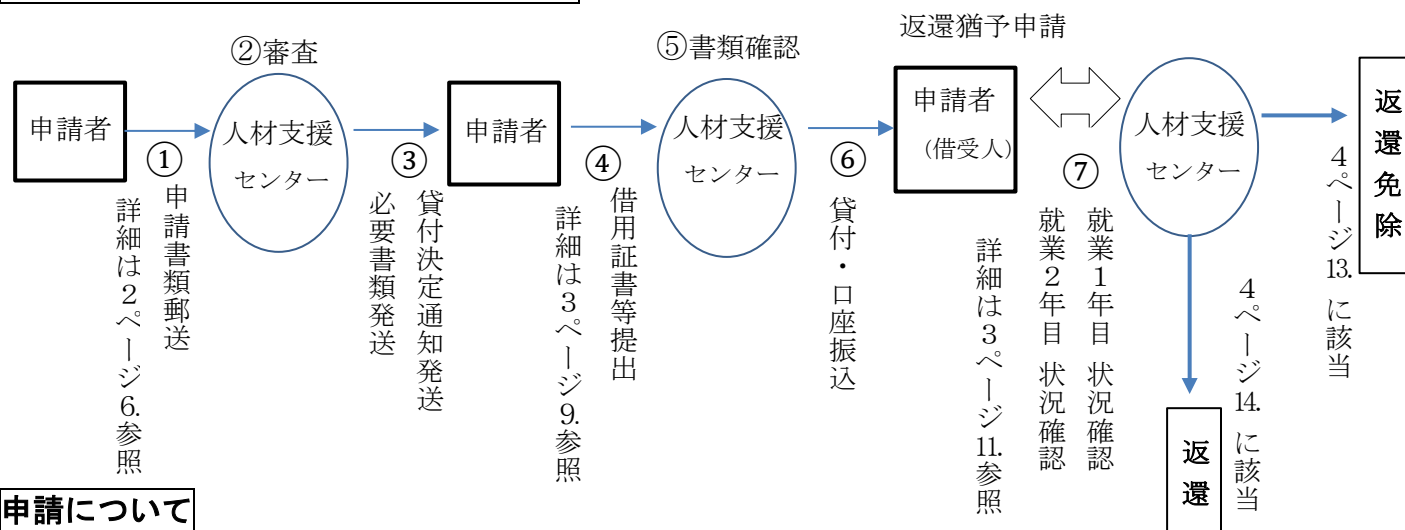 ②審査
申請者
人材支援
センター
①
申請書類郵送
詳細は２ページ6.参照
③
貸付決定通知発送
必要書類発送
申請者
④
借用証書等提出
詳細は３ページ9.参照
⑤書類確認
人材支援
センター
⑥
貸付・口座振込
返還猶予申請
申請者
(借受人)
⑦
就業１年目 状況確認
就業２年目 状況確認
詳細は３ページ11.参照
人材支援
センター
４ページ13. に該当
返還免除
４ページ14. に該当
返還
申請について